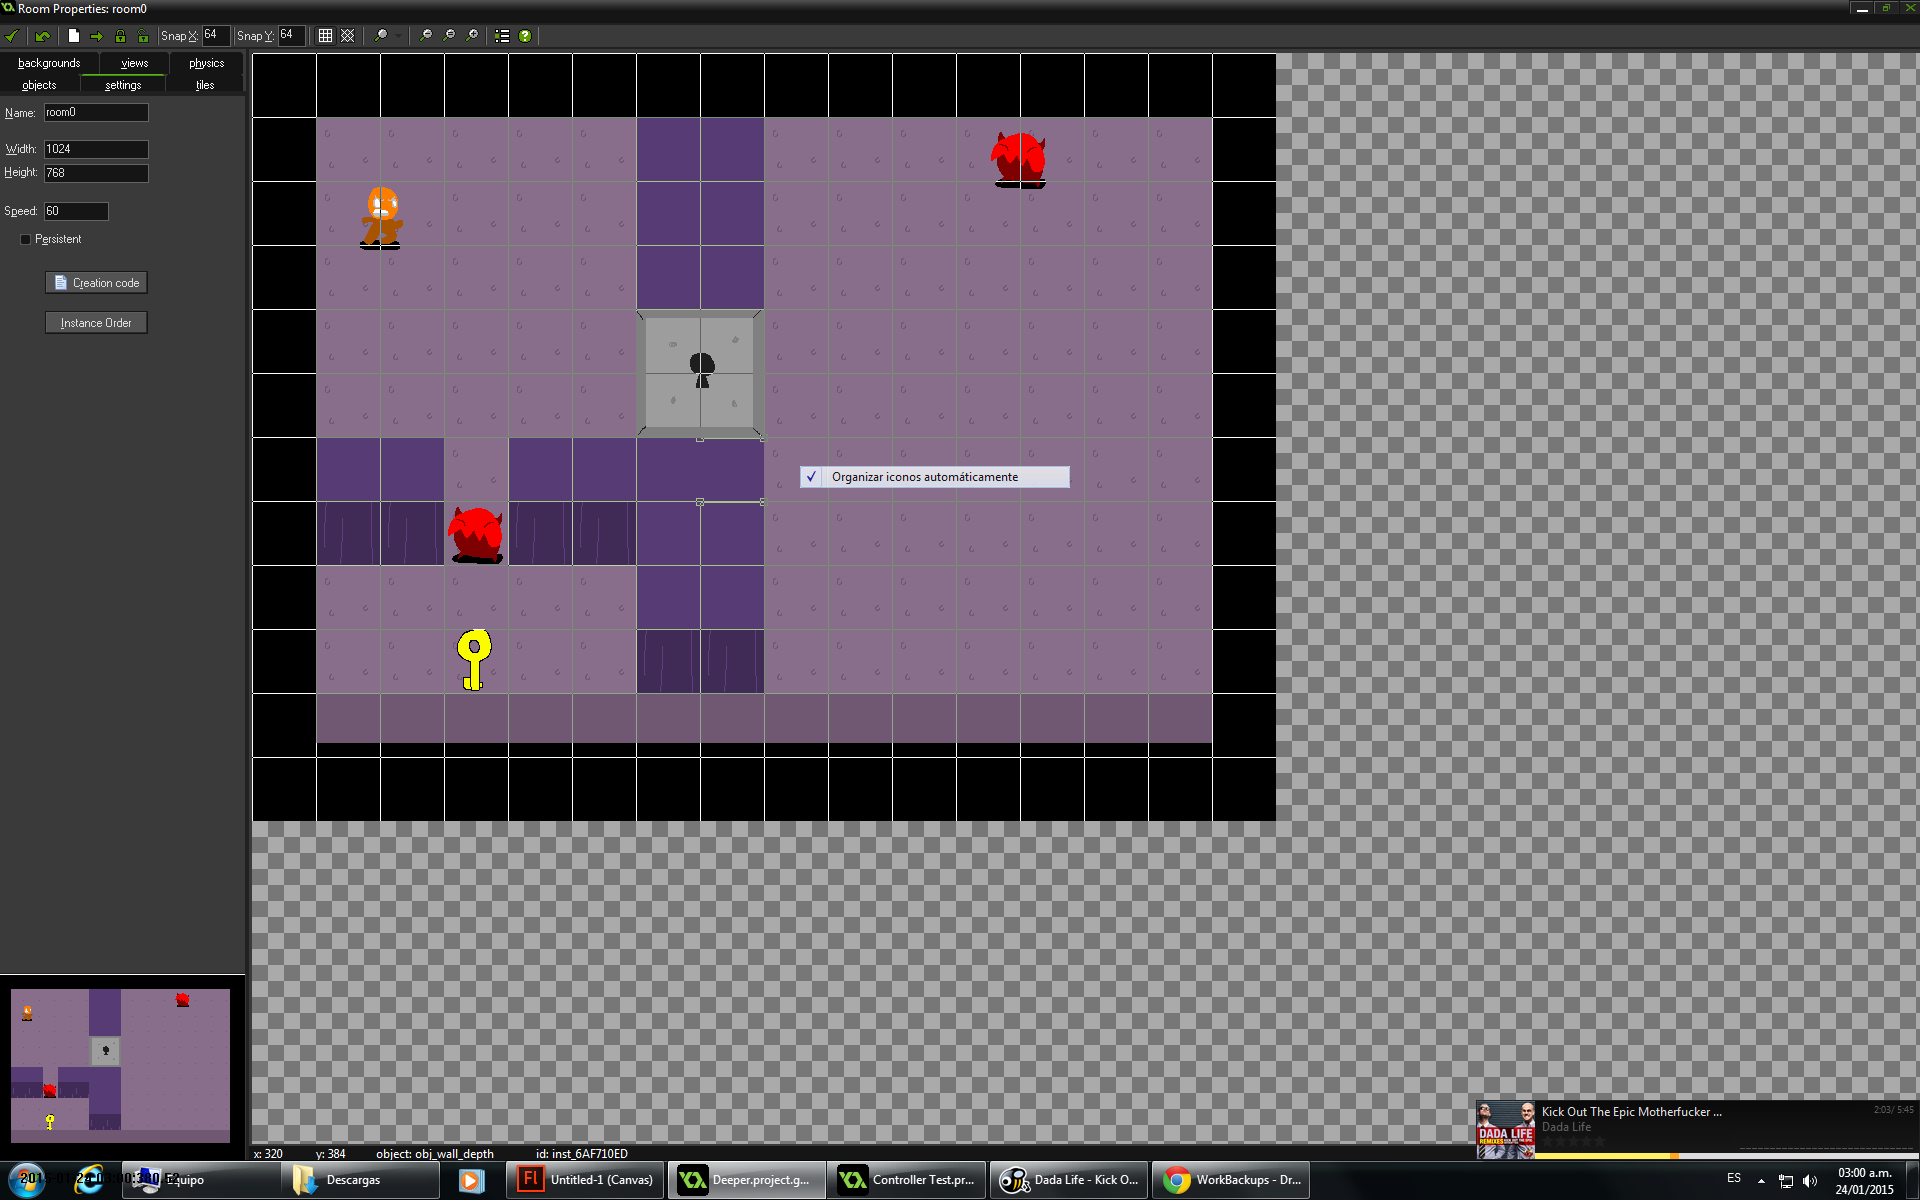 Room Properties: room0
Snap X: 64 Snap Y: 64
backgrounds views physics
objects settings tiles
Name: room0
Width: 1024
Height: 768
Speed: 60
Persistent
Creation code
Instance Order
✓ Organizar iconos automáticamente
Kick Out The Epic Motherfucker ...
2:03/ 5:45
Dada Life
DADA LIFE
x: 320 y: 384 object: obj_wall_depth id: inst_6AF710ED
Equipo
Descargas
Fl Untitled-1 (Canvas)
Deeper.project.g...
Controller Test.pr...
Dada Life - Kick O...
WorkBackups - Dr...
ES
03:00 a.m.
24/01/2015